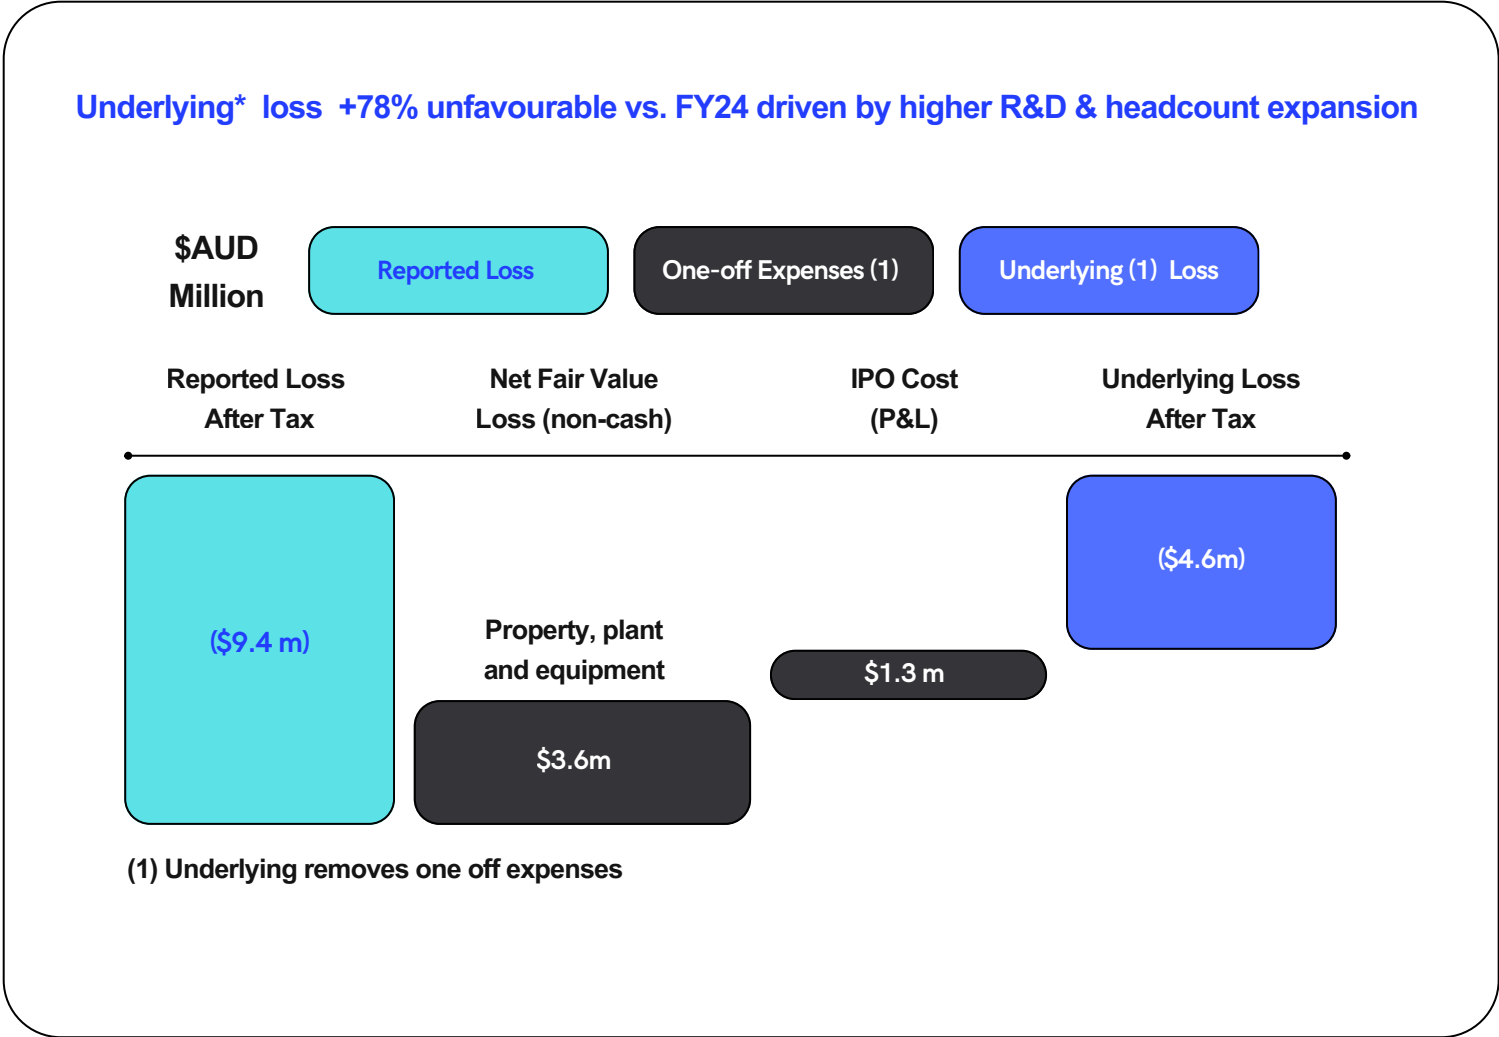 Underlying* loss +78% unfavourable vs. FY24 driven by higher R&D & headcount expansion
$AUD
Million
Reported Loss
One-off Expenses (1)
Underlying (1) Loss
Reported Loss
After Tax
Net Fair Value
Loss (non-cash)
IPO Cost
(P&L)
Underlying Loss
After Tax
($9.4 m)
Property, plant
and equipment
$3.6m
$1.3 m
($4.6m)
(1) Underlying removes one off expenses